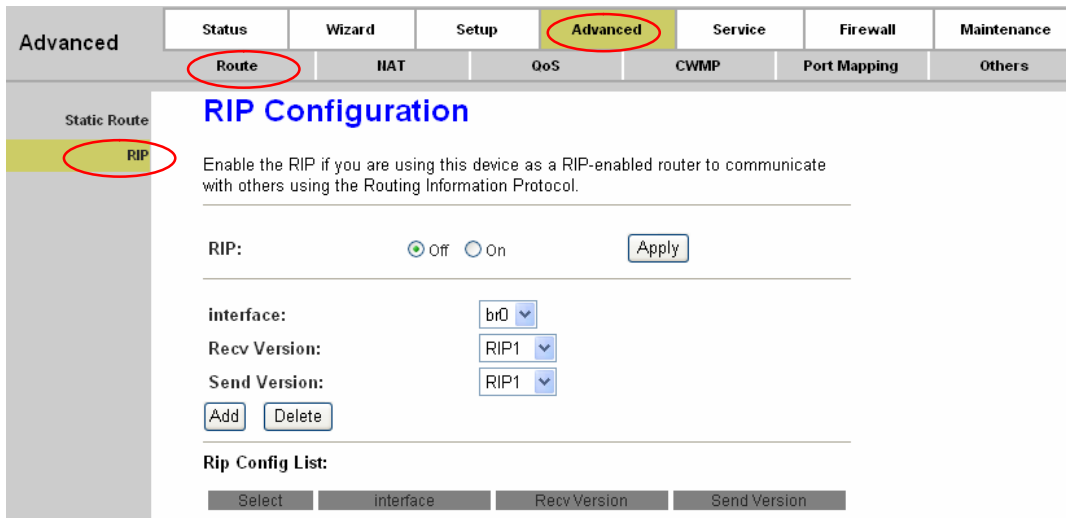 Advanced
Status Wizard Setup Advanced Service Firewall Maintenance
Route NAT QoS CWMP Port Mapping Others
Static Route
RIP
RIP Configuration
Enable the RIP if you are using this device as a RIP-enabled router to communicate
with others using the Routing Information Protocol.
RIP: Off On Apply
interface: br0
Recv Version: RIP1
Send Version: RIP1
Add Delete
Rip Config List:
Select interface Recv Version Send Version